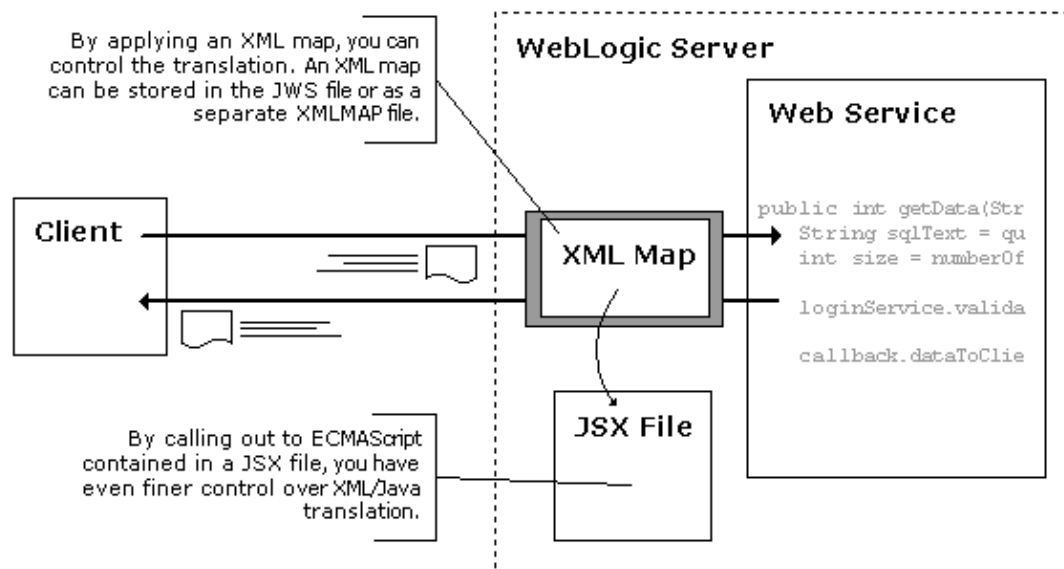 By applying an XML map, you can
control the translation. An XML map
can be stored in the JWS file or as a
separate XMLMAP file.
WebLogic Server
Web Service
public int getData(Str
String sqlText = qu
int size = numberOf
loginService.valida
callback.dataToClie
Client
XML Map
JSX File
By calling out to ECMAScript
contained in a JSX file, you have
even finer control over XML/Java
translation.